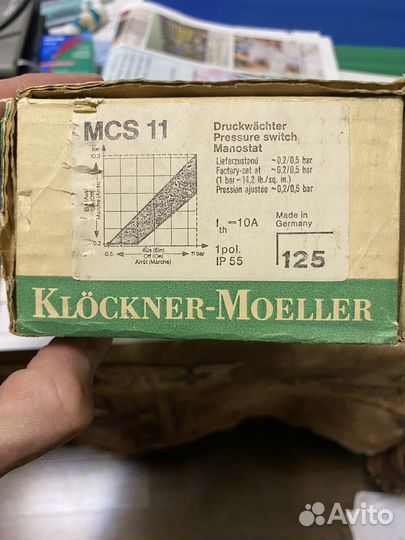 MCS 11
Druckwächter
Pressure switch
Manostat
Lieferzustand ~0,2/0,5 bar
Factory-set at ~0,2/0,5 bar
(1 bar = 14,2 lb./sq. in.)
Pression ajustée ~0,2/0,5 bar
bar
10,3
0,2
0,5
Aus (Ein)
Off (On)
Arrêt (Marche)
11 bar
Ith=10A
Made in
Germany
1pol.
IP 55
125
KLÖCKNER-MOELLER
Avito